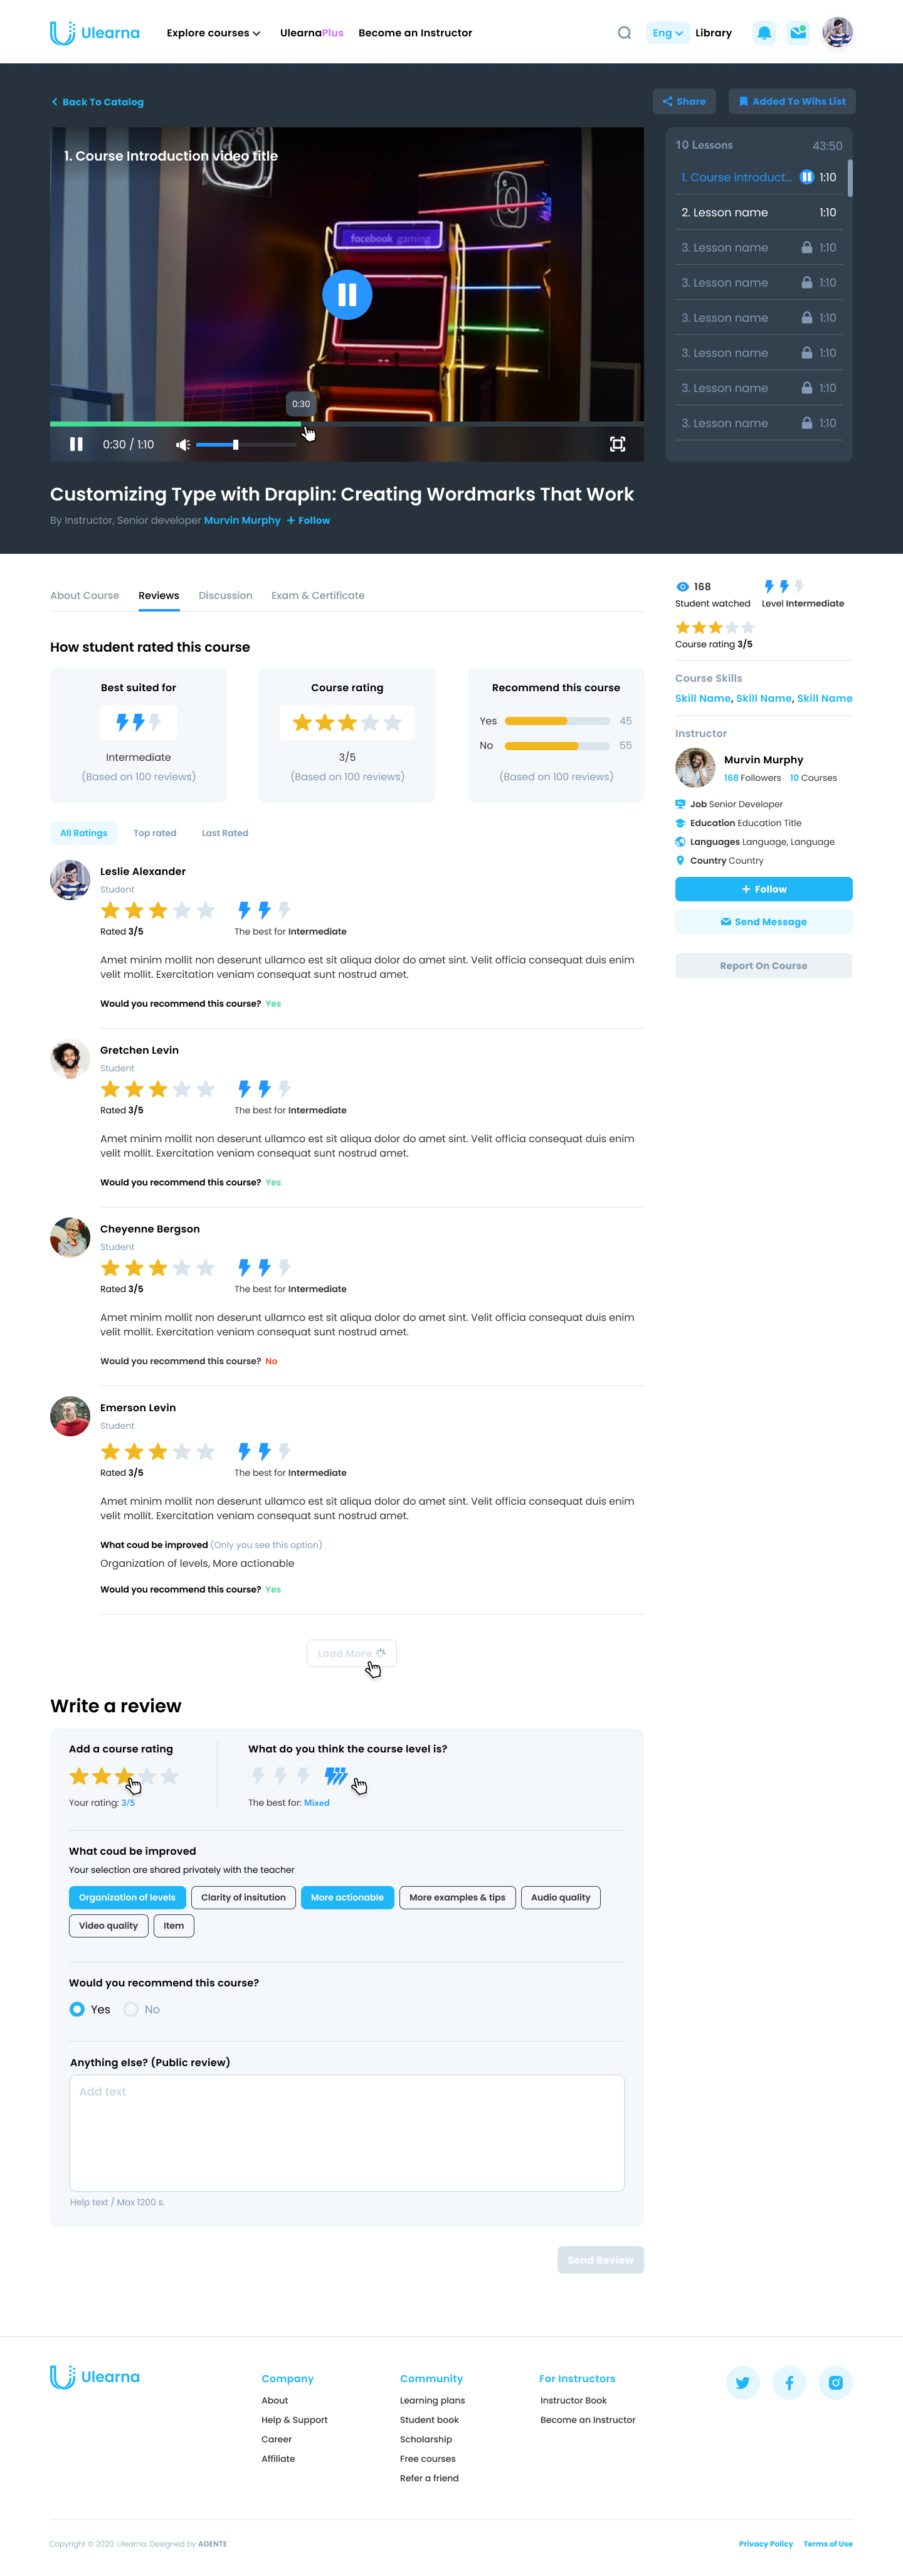 Ulearna
Explore courses
UlearnaPlus
Become an Instructor
Eng
Library
Back To Catalog
Share
Added To Wihs List
1. Course Introduction video title
facebook gaming
0:30
0:30 / 1:10
10 Lessons 43:50
1. Course introduct... 1:10
2. Lesson name 1:10
3. Lesson name 1:10
3. Lesson name 1:10
3. Lesson name 1:10
3. Lesson name 1:10
3. Lesson name 1:10
3. Lesson name 1:10
Customizing Type with Draplin: Creating Wordmarks That Work
By Instructor, Senior developer Murvin Murphy + Follow
About Course
Reviews
Discussion
Exam & Certificate
How student rated this course
Best suited for
Intermediate
(Based on 100 reviews)
Course rating
3/5
(Based on 100 reviews)
Recommend this course
Yes 45
No 55
(Based on 100 reviews)
All Ratings
Top rated
Last Rated
Leslie Alexander
Student
Rated 3/5
The best for Intermediate
Amet minim mollit non deserunt ullamco est sit aliqua dolor do amet sint. Velit officia consequat duis enim
velit mollit. Exercitation veniam consequat sunt nostrud amet.
Would you recommend this course? Yes
Gretchen Levin
Student
Rated 3/5
The best for Intermediate
Amet minim mollit non deserunt ullamco est sit aliqua dolor do amet sint. Velit officia consequat duis enim
velit mollit. Exercitation veniam consequat sunt nostrud amet.
Would you recommend this course? Yes
Cheyenne Bergson
Student
Rated 3/5
The best for Intermediate
Amet minim mollit non deserunt ullamco est sit aliqua dolor do amet sint. Velit officia consequat duis enim
velit mollit. Exercitation veniam consequat sunt nostrud amet.
Would you recommend this course? No
Emerson Levin
Student
Rated 3/5
The best for Intermediate
Amet minim mollit non deserunt ullamco est sit aliqua dolor do amet sint. Velit officia consequat duis enim
velit mollit. Exercitation veniam consequat sunt nostrud amet.
What coud be improved (Only you see this option)
Organization of levels, More actionable
Would you recommend this course? Yes
Load More
168
Student watched
Level Intermediate
Course rating 3/5
Course Skills
Skill Name, Skill Name, Skill Name
Instructor
Murvin Murphy
168 Followers 10 Courses
Job Senior Developer
Education Education Title
Languages Language, Language
Country Country
+ Follow
Send Message
Report On Course
Write a review
Add a course rating
Your rating: 3/5
What do you think the course level is?
The best for: Mixed
What coud be improved
Your selection are shared privately with the teacher
Organization of levels
Clarity of insitution
More actionable
More examples & tips
Audio quality
Video quality
Item
Would you recommend this course?
Yes
No
Anything else? (Public review)
Add text
Help text / Max 1200 s.
Send Review
Ulearna
Company
About
Help & Support
Career
Affiliate
Community
Learning plans
Student book
Scholarship
Free courses
Refer a friend
For Instructors
Instructor Book
Become an Instructor
Copyright © 2020. Ulearna. Designed by AGENTE
Privacy Policy
Terms of Use